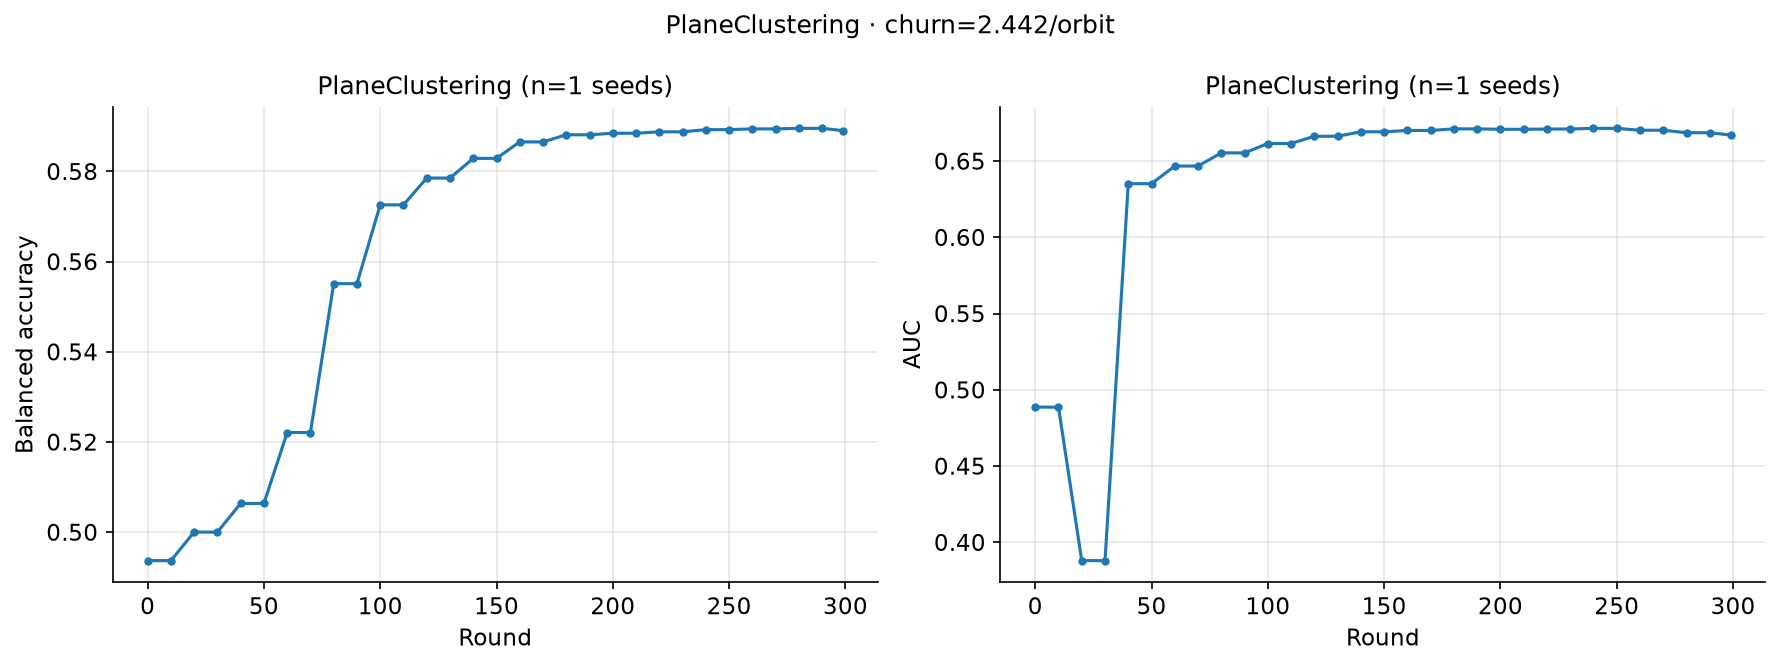 PlaneClustering · churn=2.442/orbit
PlaneClustering (n=1 seeds)
Balanced accuracy
0.58
0.56
0.54
0.52
0.50
0 50 100 150 200 250 300
Round
PlaneClustering (n=1 seeds)
AUC
0.65
0.60
0.55
0.50
0.45
0.40
0 50 100 150 200 250 300
Round